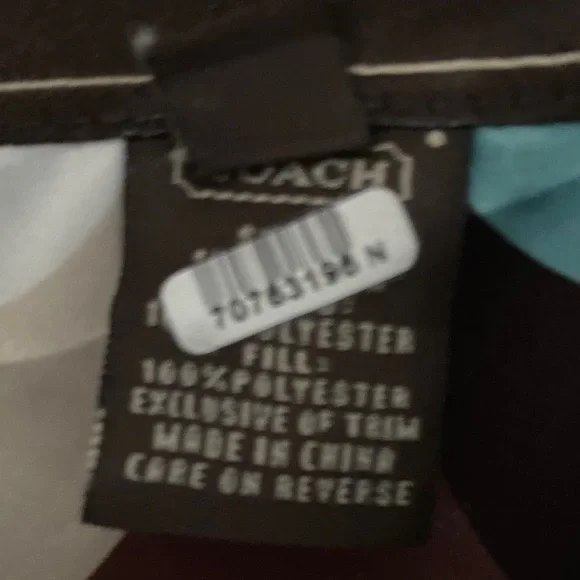 COACH
70763196 N
POLYESTER
FILL:
100%POLYESTER
EXCLUSIVE OF TRIM
MADE IN CHINA
CARE ON REVERSE